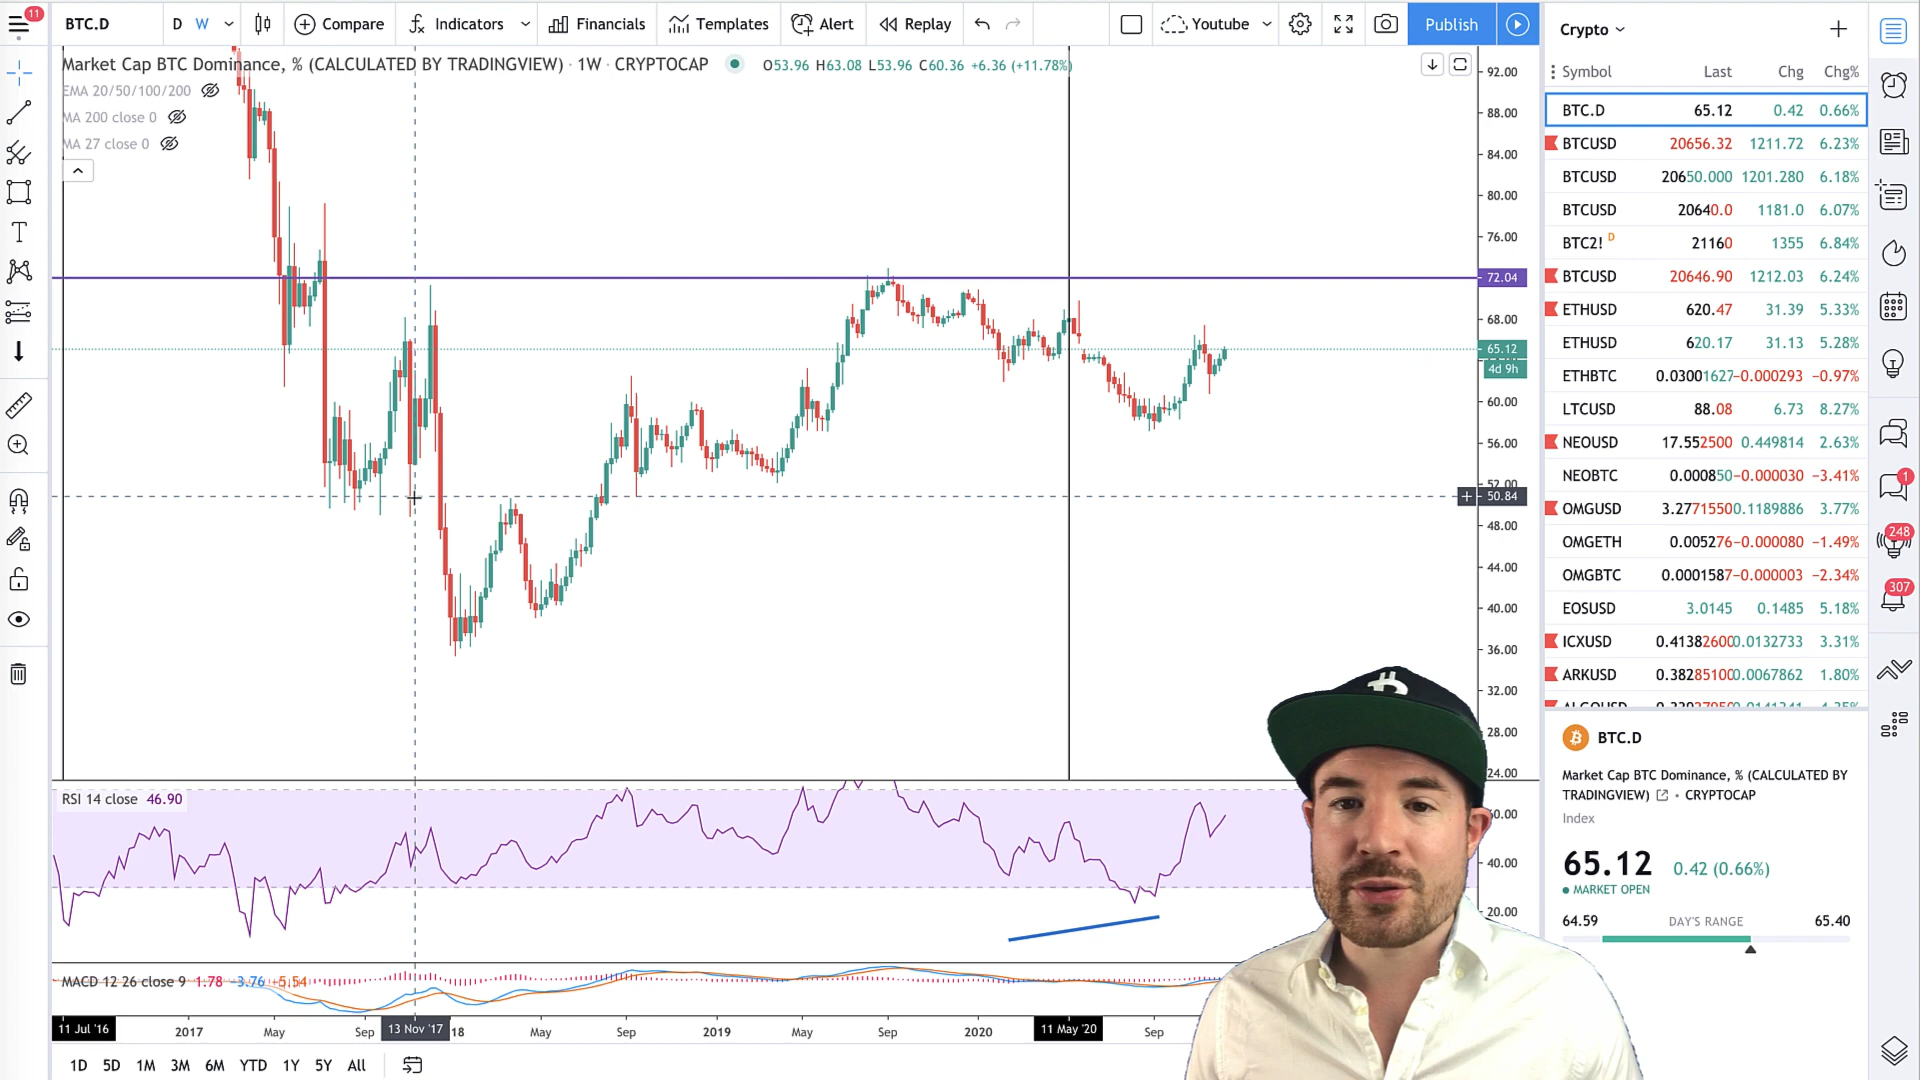 11
BTC.D D W Compare Indicators Financials Templates Alert Replay Youtube Publish
Market Cap BTC Dominance, % (CALCULATED BY TRADINGVIEW) · 1W · CRYPTOCAP O53.96 H63.08 L53.96 C60.36 +6.36 (+11.78%)
EMA 20/50/100/200
MA 200 close 0
MA 27 close 0
92.00
88.00
84.00
80.00
76.00
72.04
68.00
65.12
4d 9h
60.00
56.00
52.00
50.84
48.00
44.00
40.00
36.00
32.00
28.00
24.00
RSI 14 close 46.90
60.00
40.00
20.00
MACD 12 26 close 9 1.78 −3.76 −5.54
11 Jul '16 2017 May Sep 13 Nov '17 18 May Sep 2019 May Sep 2020 11 May '20 Sep
1D 5D 1M 3M 6M YTD 1Y 5Y All
Crypto
Symbol Last Chg Chg%
BTC.D 65.12 0.42 0.66%
BTCUSD 20656.32 1211.72 6.23%
BTCUSD 20650.000 1201.280 6.18%
BTCUSD 20640.0 1181.0 6.07%
BTC2! D 21160 1355 6.84%
BTCUSD 20646.90 1212.03 6.24%
ETHUSD 620.47 31.39 5.33%
ETHUSD 620.17 31.13 5.28%
ETHBTC 0.03001627 −0.000293 −0.97%
LTCUSD 88.08 6.73 8.27%
NEOUSD 17.552500 0.449814 2.63%
NEOBTC 0.000850 −0.000030 −3.41%
OMGUSD 3.2771550 0.1189886 3.77%
OMGETH 0.005276 −0.000080 −1.49%
OMGBTC 0.0001587 −0.000003 −2.34%
EOSUSD 3.0145 0.1485 5.18%
ICXUSD 0.4138260 0.0132733 3.31%
ARKUSD 0.3828510 0.0067862 1.80%
BTC.D
Market Cap BTC Dominance, % (CALCULATED BY
TRADINGVIEW) • CRYPTOCAP
Index
65.12 0.42 (0.66%)
MARKET OPEN
64.59 DAY'S RANGE 65.40
1
248
307